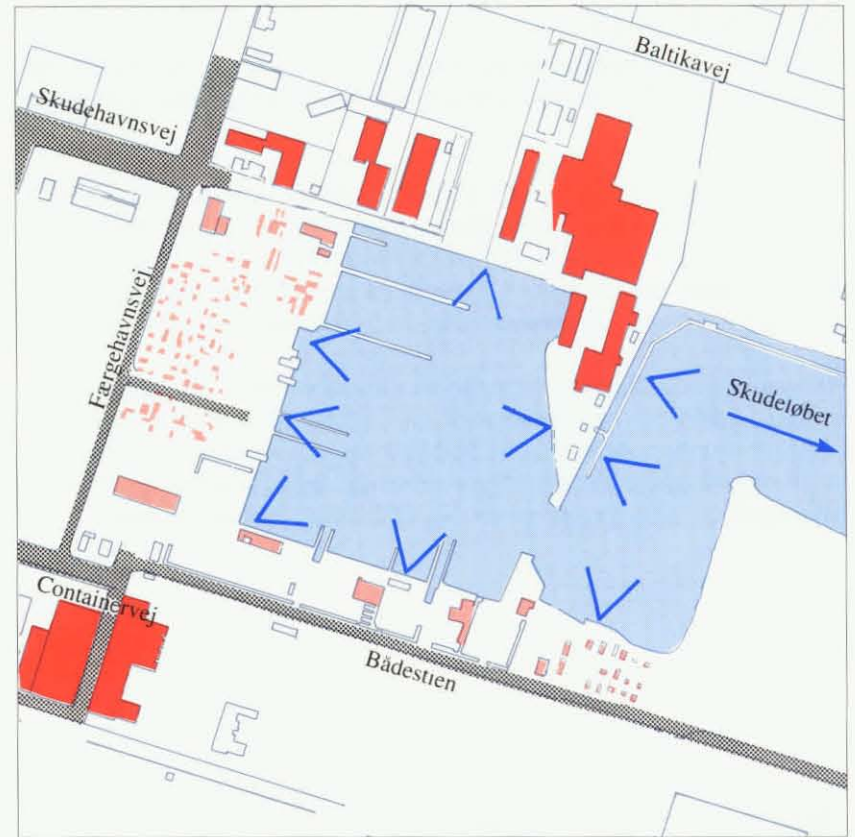 Baltikavej
Skudehavnsvej
Færgehavnsvej
Skudeløbet
Containervej
Bådestien